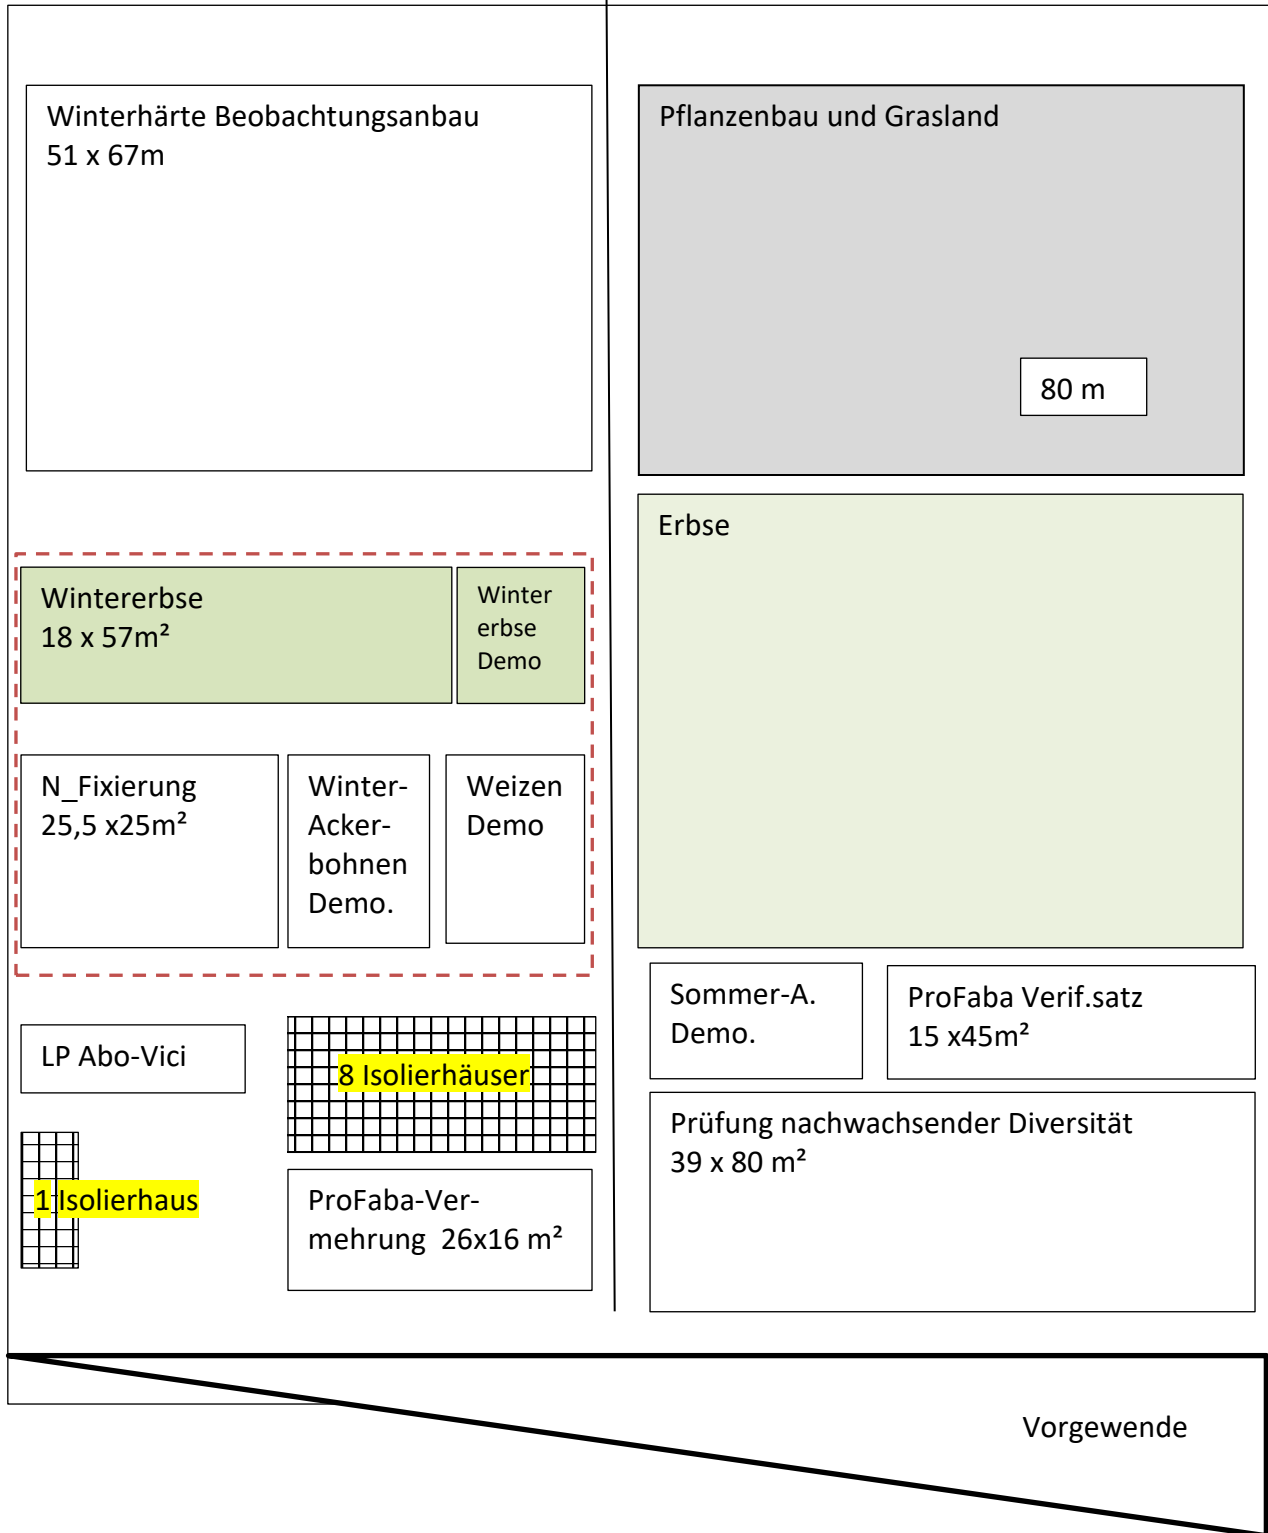 Winterhärte Beobachtungsanbau
51 x 67m
Pflanzenbau und Grasland
80 m
Erbse
Wintererbse
18 x 57m²
Winter
erbse
Demo
N_Fixierung
25,5 x25m²
Winter-
Acker-
bohnen
Demo.
Weizen
Demo
Sommer-A.
Demo.
ProFaba Verif.satz
15 x45m²
LP Abo-Vici
8 Isolierhäuser
Prüfung nachwachsender Diversität
39 x 80 m²
1 Isolierhaus
ProFaba-Ver-
mehrung  26x16 m²
Vorgewende